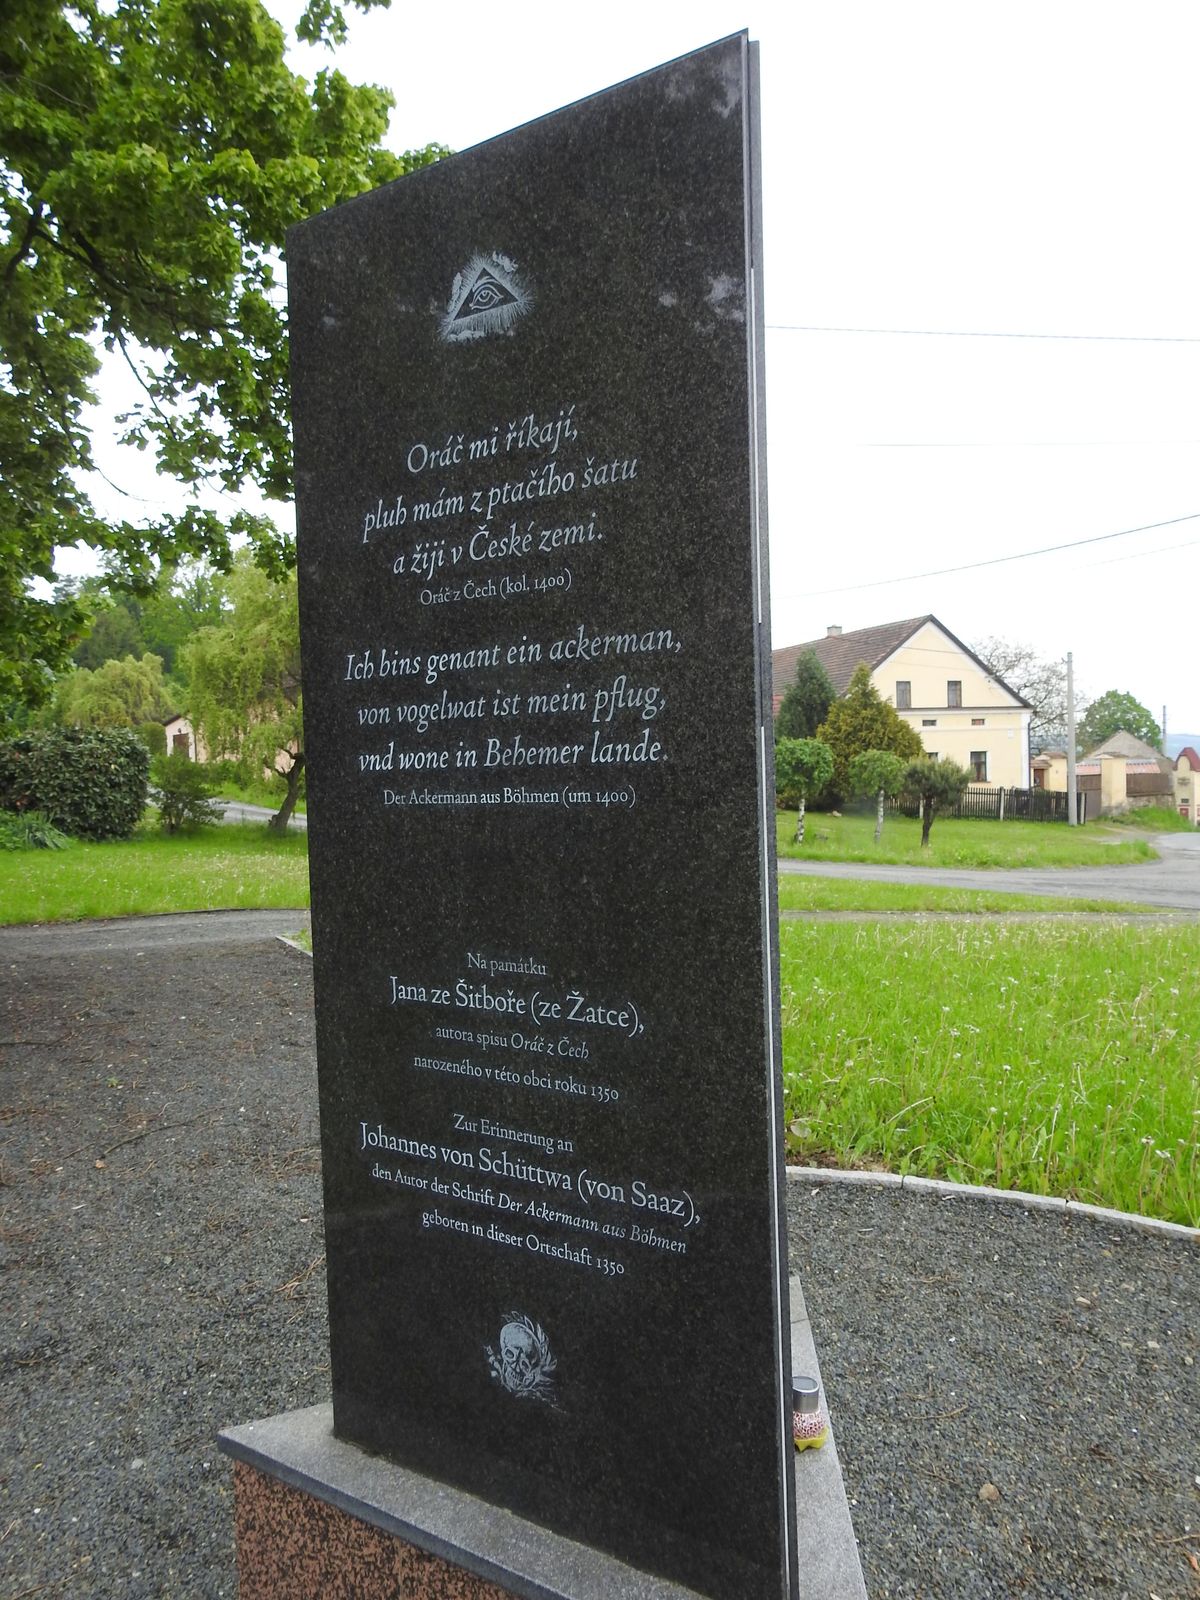 Oráč mi říkají,
pluh mám z ptačího šatu
a žiji v České zemi.
Oráč z Čech (kol. 1400)
Ich bins genant ein ackerman,
von vogelwat ist mein pflug,
vnd wone in Behemer lande.
Der Ackermann aus Böhmen (um 1400)
Na památku
Jana ze Šitboře (ze Žatce),
autora spisu Oráč z Čech
narozeného v této obci roku 1350
Zur Erinnerung an
Johannes von Schüttwa (von Saaz),
den Autor der Schrift Der Ackermann aus Böhmen
geboren in dieser Ortschaft 1350